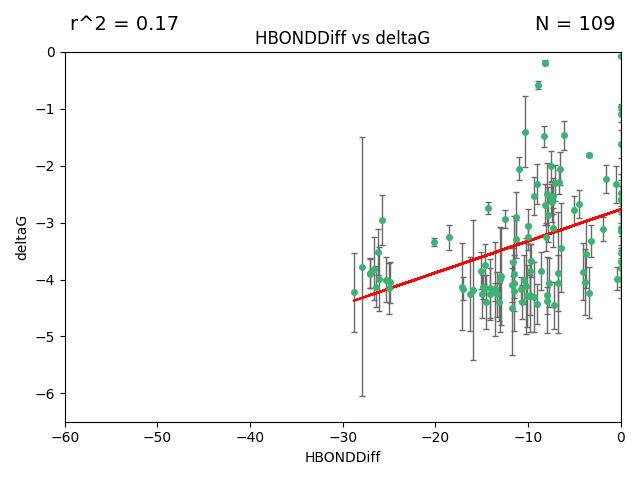 r^2 = 0.17
N = 109
HBONDDiff vs deltaG
deltaG
0
−1
−2
−3
−4
−5
−6
−60
−50
−40
−30
−20
−10
0
HBONDDiff